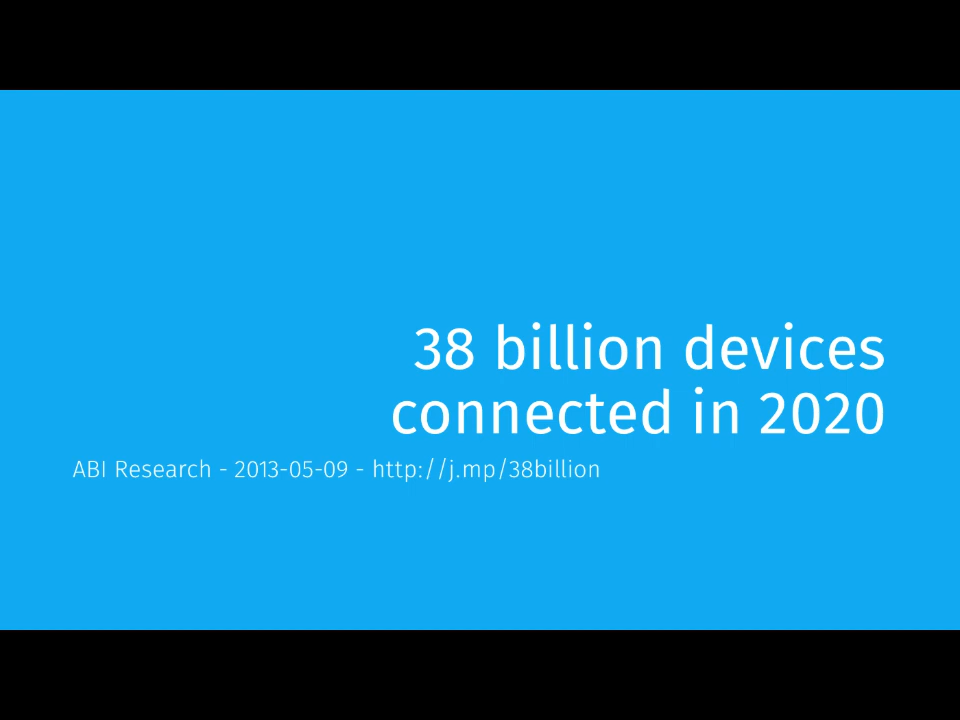 38 billion devices
connected in 2020
ABI Research - 2013-05-09 - http://j.mp/38billion